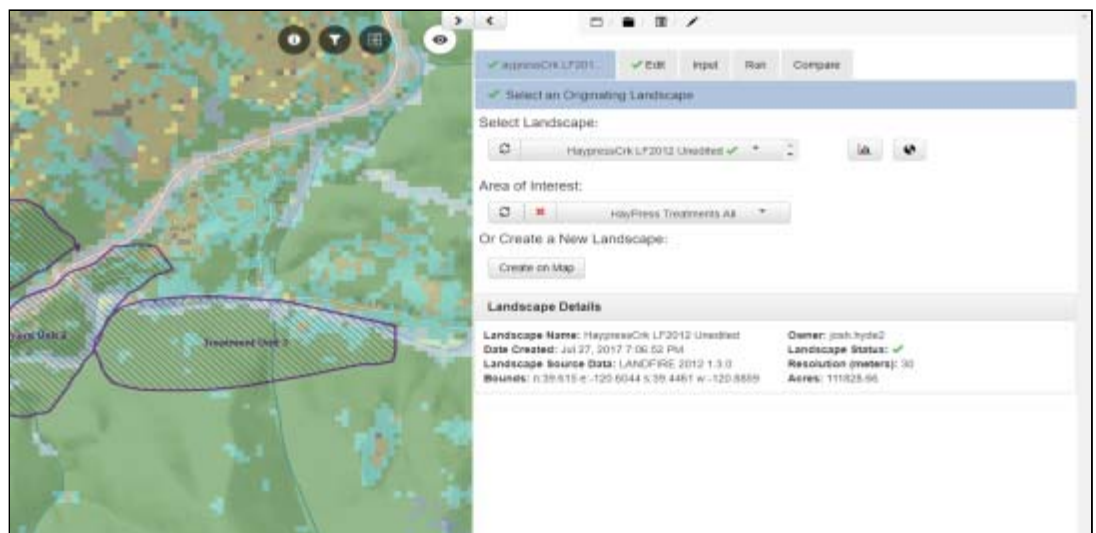 Edit Input Run Compare
Select an Originating Landscape
Select Landscape:
HaypressCrk LF2012 Unedited
Area of Interest:
HayPress Treatments All
Or Create a New Landscape:
Create on Map
Landscape Details
Landscape Name: HaypressCrk LF2012 Unedited Owner: josh.hyde2
Date Created: Jul 27, 2017 7:06:52 PM Landscape Status:
Landscape Source Data: LANDFIRE 2012 1.3.0 Resolution (meters): 30
Bounds: n:39.615 e:-120.6044 s:39.4461 w:-120.8859 Acres: 111828.66
Unit 2
Treatment Unit